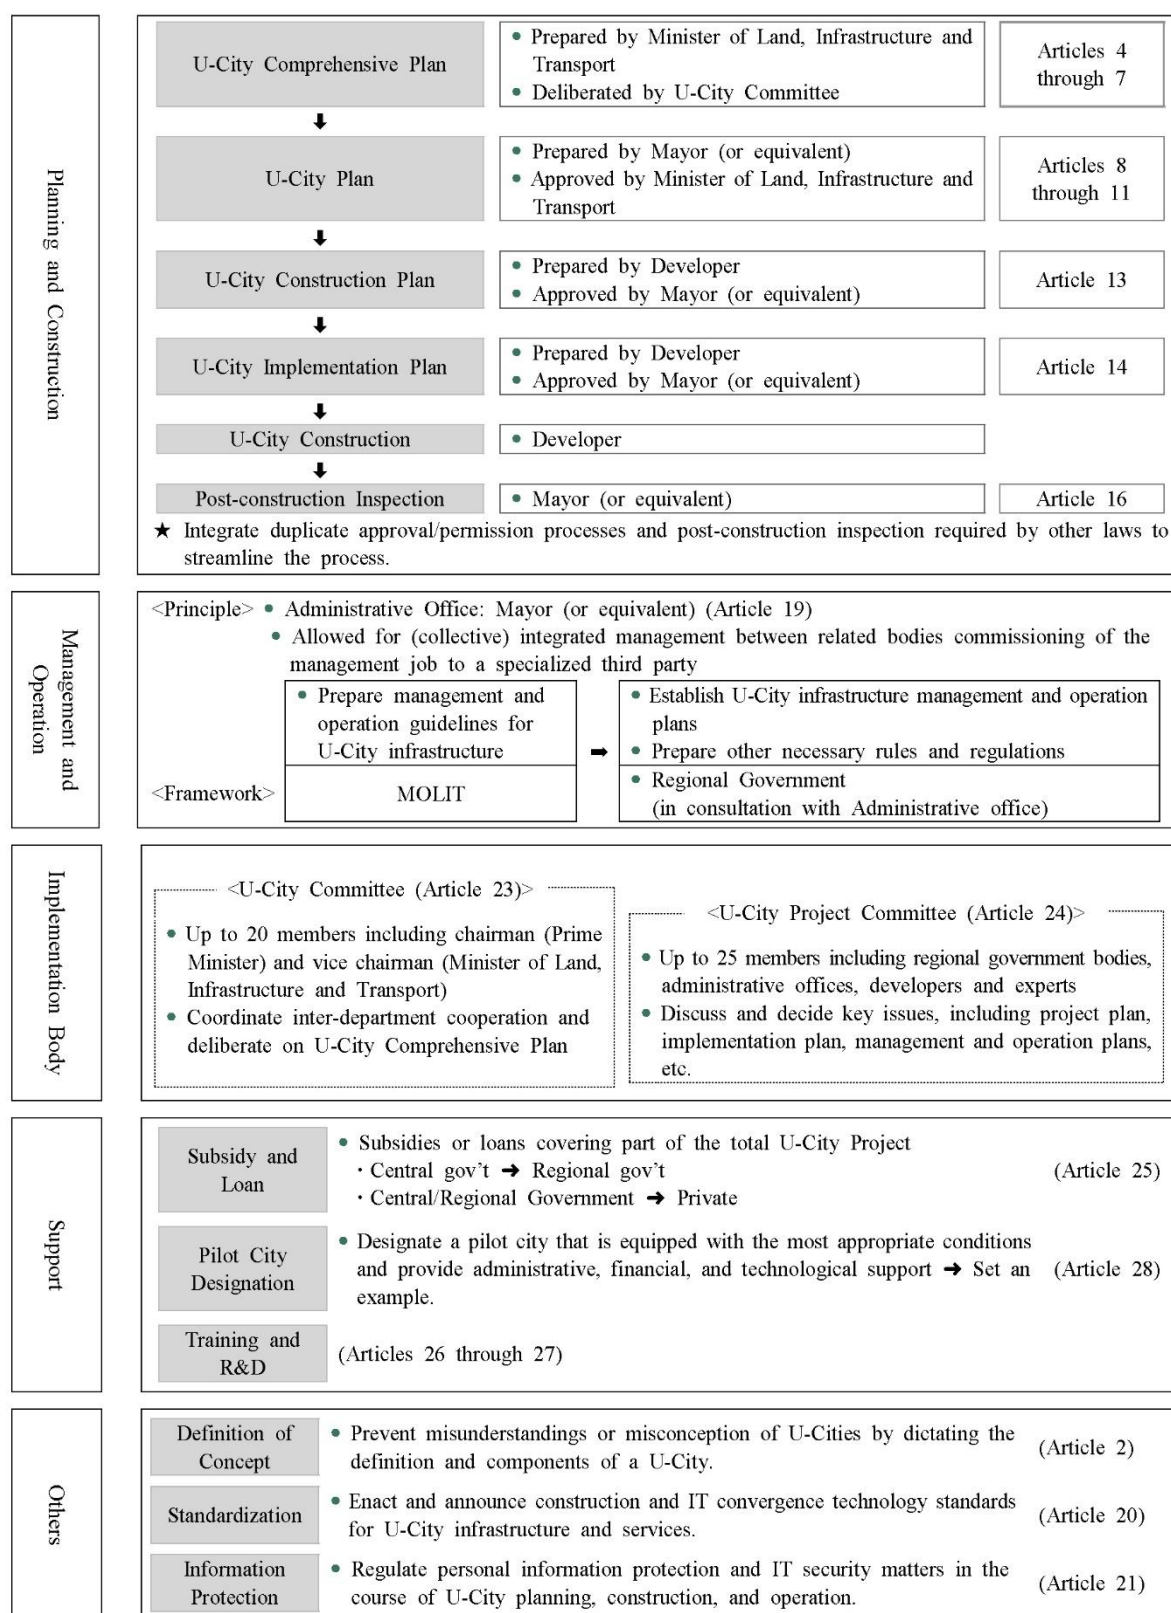 Planning and Construction
U-City Comprehensive Plan
• Prepared by Minister of Land, Infrastructure and
Transport
• Deliberated by U-City Committee
Articles 4
through 7
U-City Plan
• Prepared by Mayor (or equivalent)
• Approved by Minister of Land, Infrastructure and
Transport
Articles 8
through 11
U-City Construction Plan
• Prepared by Developer
• Approved by Mayor (or equivalent)
Article 13
U-City Implementation Plan
• Prepared by Developer
• Approved by Mayor (or equivalent)
Article 14
U-City Construction
• Developer
Post-construction Inspection
• Mayor (or equivalent)
Article 16
★ Integrate duplicate approval/permission processes and post-construction inspection required by other laws to
streamline the process.
Management and
Operation
<Principle> • Administrative Office: Mayor (or equivalent) (Article 19)
• Allowed for (collective) integrated management between related bodies commissioning of the
management job to a specialized third party
• Prepare management and
operation guidelines for
U-City infrastructure
➡
• Establish U-City infrastructure management and operation
plans
• Prepare other necessary rules and regulations
<Framework>
MOLIT
• Regional Government
(in consultation with Administrative office)
Implementation Body
<U-City Committee (Article 23)>
• Up to 20 members including chairman (Prime
Minister) and vice chairman (Minister of Land,
Infrastructure and Transport)
• Coordinate inter-department cooperation and
deliberate on U-City Comprehensive Plan
<U-City Project Committee (Article 24)>
• Up to 25 members including regional government bodies,
administrative offices, developers and experts
• Discuss and decide key issues, including project plan,
implementation plan, management and operation plans,
etc.
Support
Subsidy and
Loan
• Subsidies or loans covering part of the total U-City Project
· Central gov't ➜ Regional gov't
· Central/Regional Government ➜ Private
(Article 25)
Pilot City
Designation
• Designate a pilot city that is equipped with the most appropriate conditions
and provide administrative, financial, and technological support ➜ Set an
example.
(Article 28)
Training and
R&D
(Articles 26 through 27)
Others
Definition of
Concept
• Prevent misunderstandings or misconception of U-Cities by dictating the
definition and components of a U-City.
(Article 2)
Standardization
• Enact and announce construction and IT convergence technology standards
for U-City infrastructure and services.
(Article 20)
Information
Protection
• Regulate personal information protection and IT security matters in the
course of U-City planning, construction, and operation.
(Article 21)